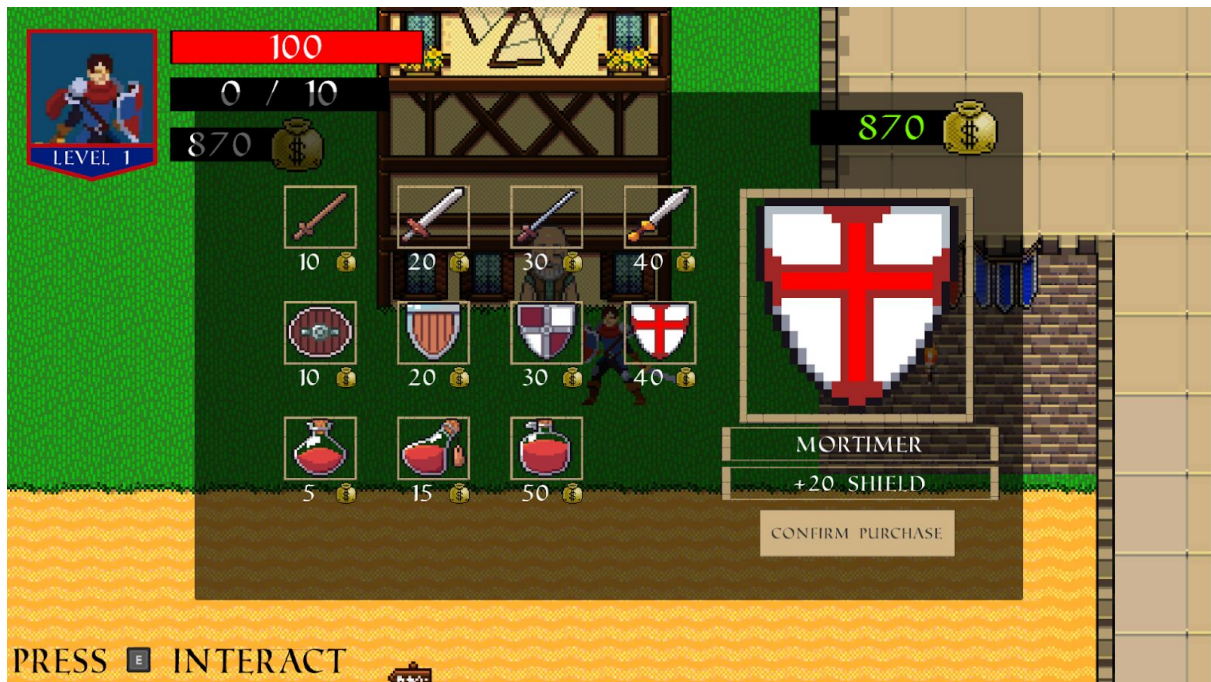 100
0 / 10
870
LEVEL 1
870
10 20 30 40
10 20 30 40
5 15 50
MORTIMER
+20 SHIELD
CONFIRM PURCHASE
PRESS E INTERACT